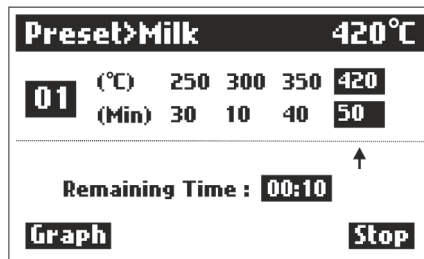 Preset>Milk 420℃
01 (℃) 250 300 350 420
(Min) 30 10 40 50
Remaining Time : 00:10
Graph Stop